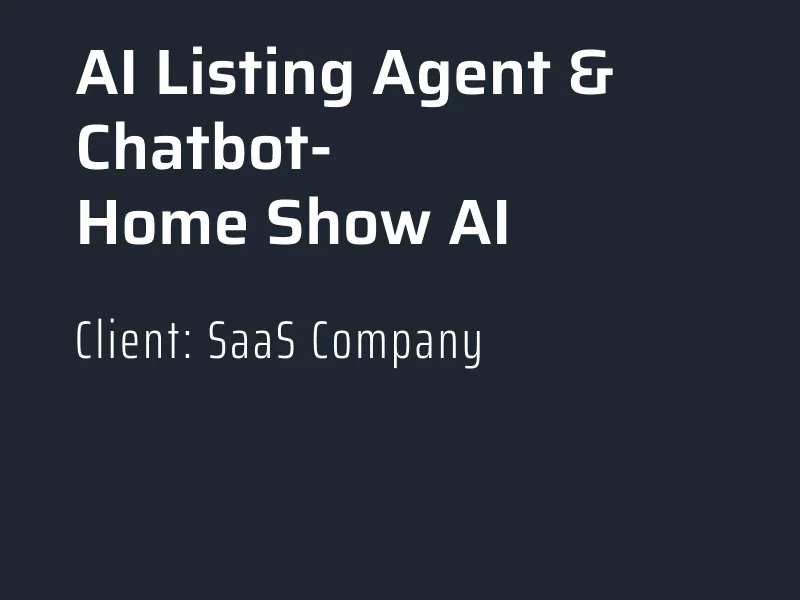 AI Listing Agent &
Chatbot-
Home Show AI
Client: SaaS Company